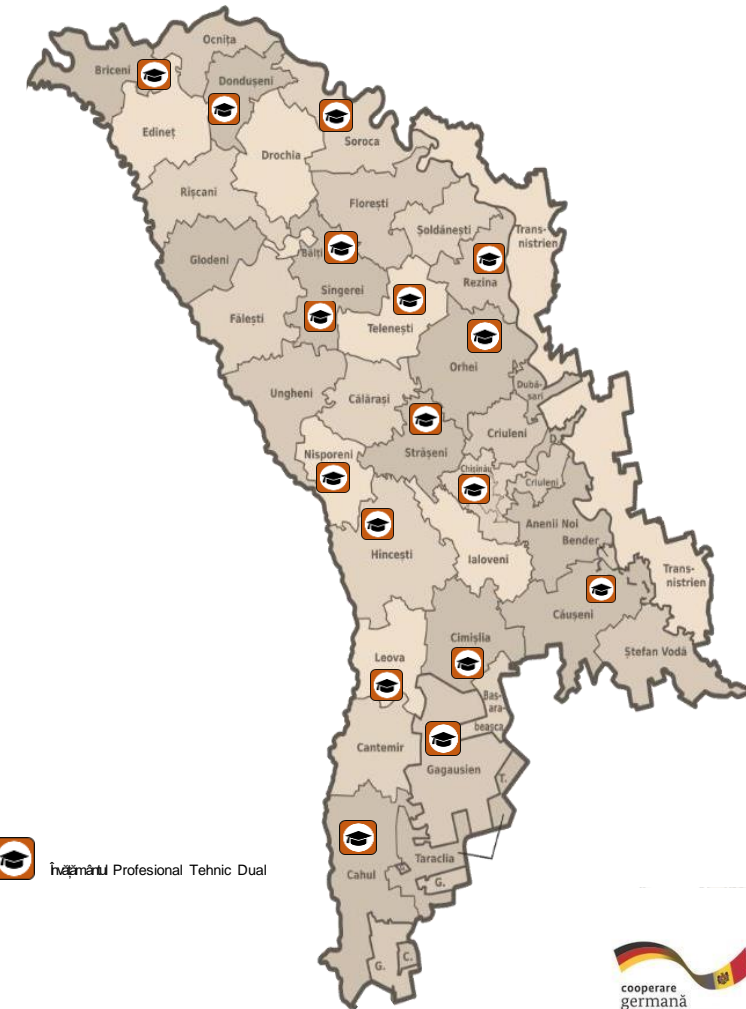 Ocnița
Briceni
Dondușeni
Edineț
Soroca
Drochia
Rîșcani
Florești
Șoldănești
Trans-
nistrien
Bălți
Glodeni
Rezina
Sîngerei
Fălești
Telenești
Orhei
Dubă-
sari
Ungheni
Călărași
Criuleni
D.
Strășeni
Nisporeni
Chișinău
Criuleni
Anenii Noi
Bender
Hîncești
Ialoveni
Trans-
nistrien
Căușeni
Cimișlia
Ștefan Vodă
Leova
Bas-
ara-
beasca
Cantemir
Gagausien
T.
Taraclia
Cahul
G.
G.
C.
Învățământul Profesional Tehnic Dual
cooperare
germană